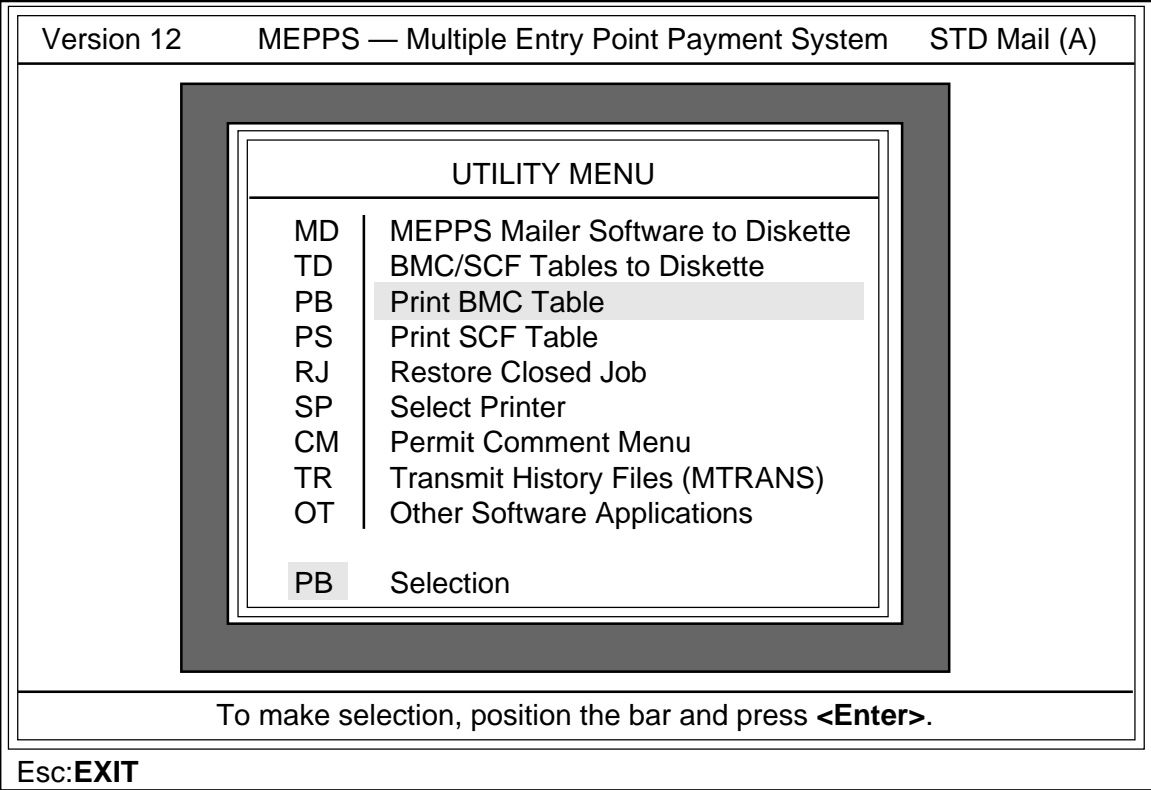 Version 12 MEPPS — Multiple Entry Point Payment System STD Mail (A)
UTILITY MENU
MD MEPPS Mailer Software to Diskette
TD BMC/SCF Tables to Diskette
PB Print BMC Table
PS Print SCF Table
RJ Restore Closed Job
SP Select Printer
CM Permit Comment Menu
TR Transmit History Files (MTRANS)
OT Other Software Applications
PB Selection
To make selection, position the bar and press <Enter>.
Esc:EXIT